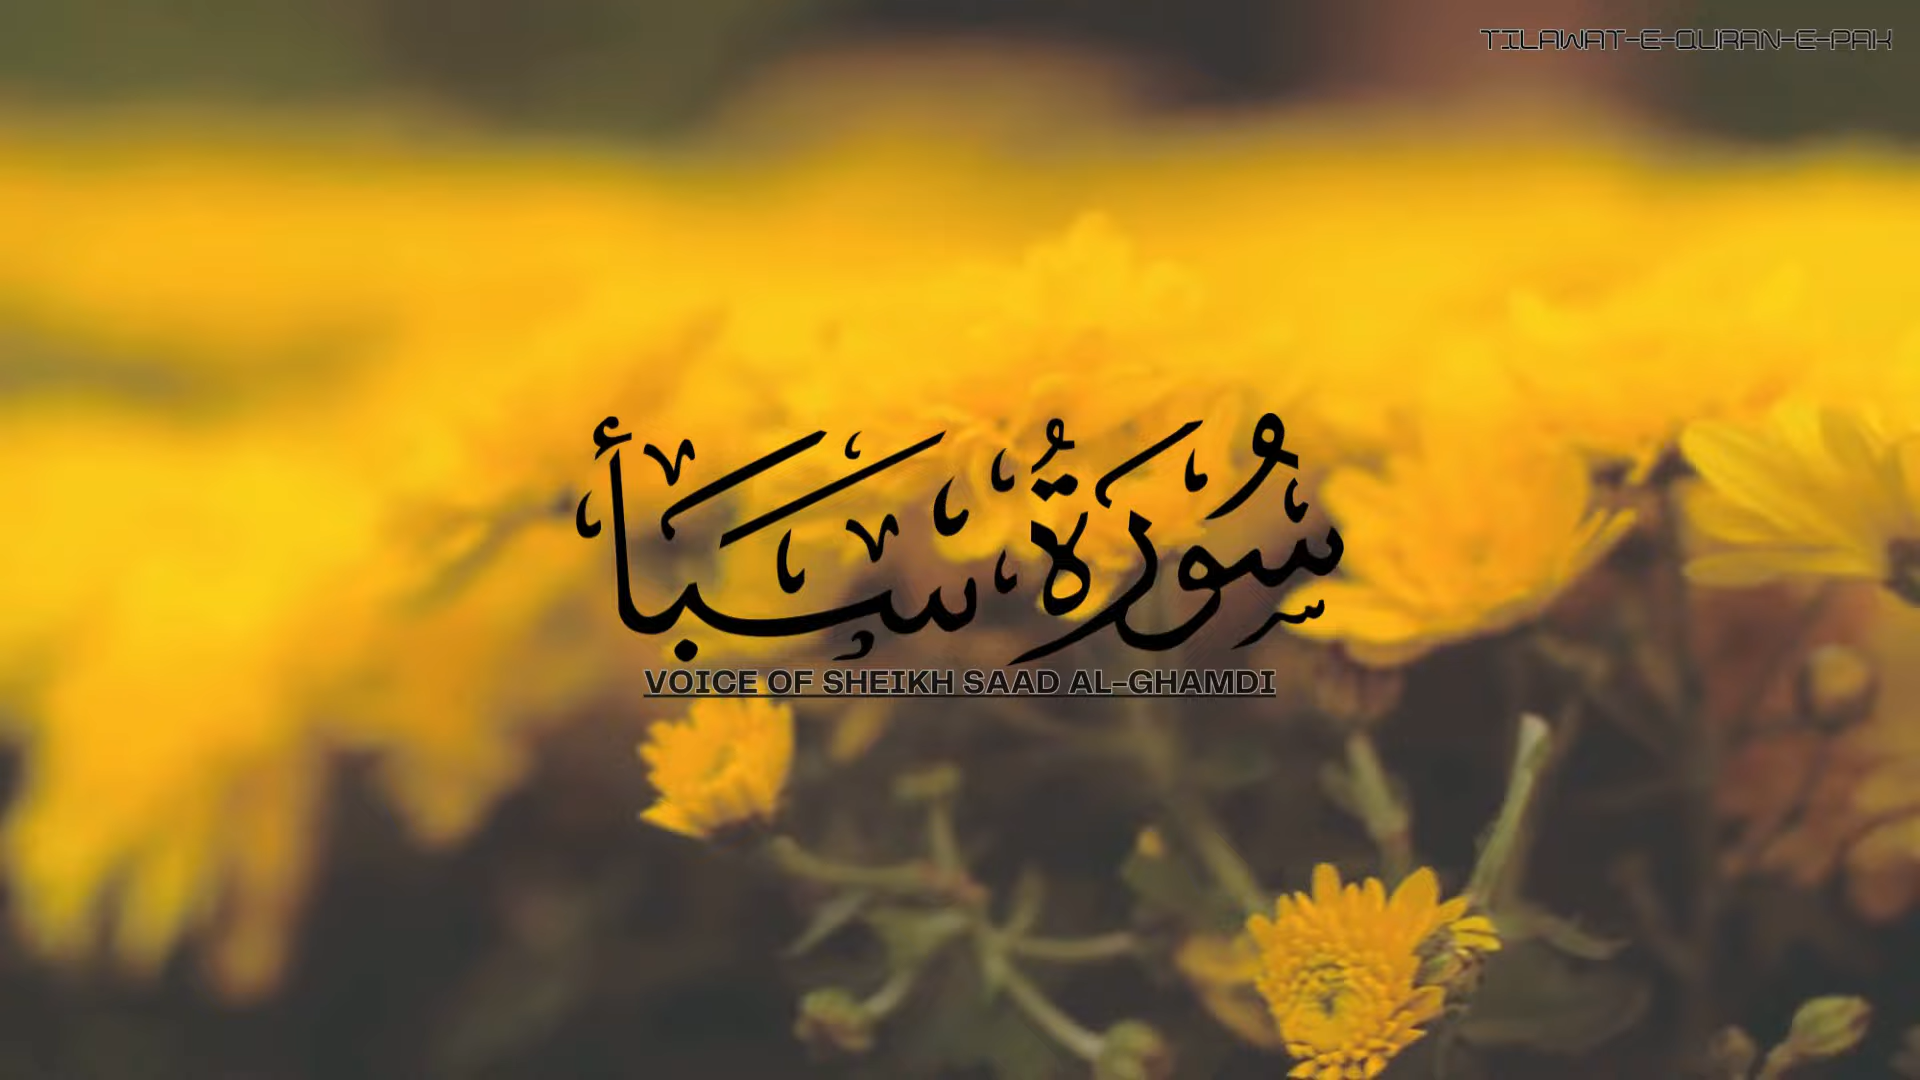 TILAWAT-E-QURAN-E-PAK
سُورَةُ سَبَأ
VOICE OF SHEIKH SAAD AL-GHAMDI